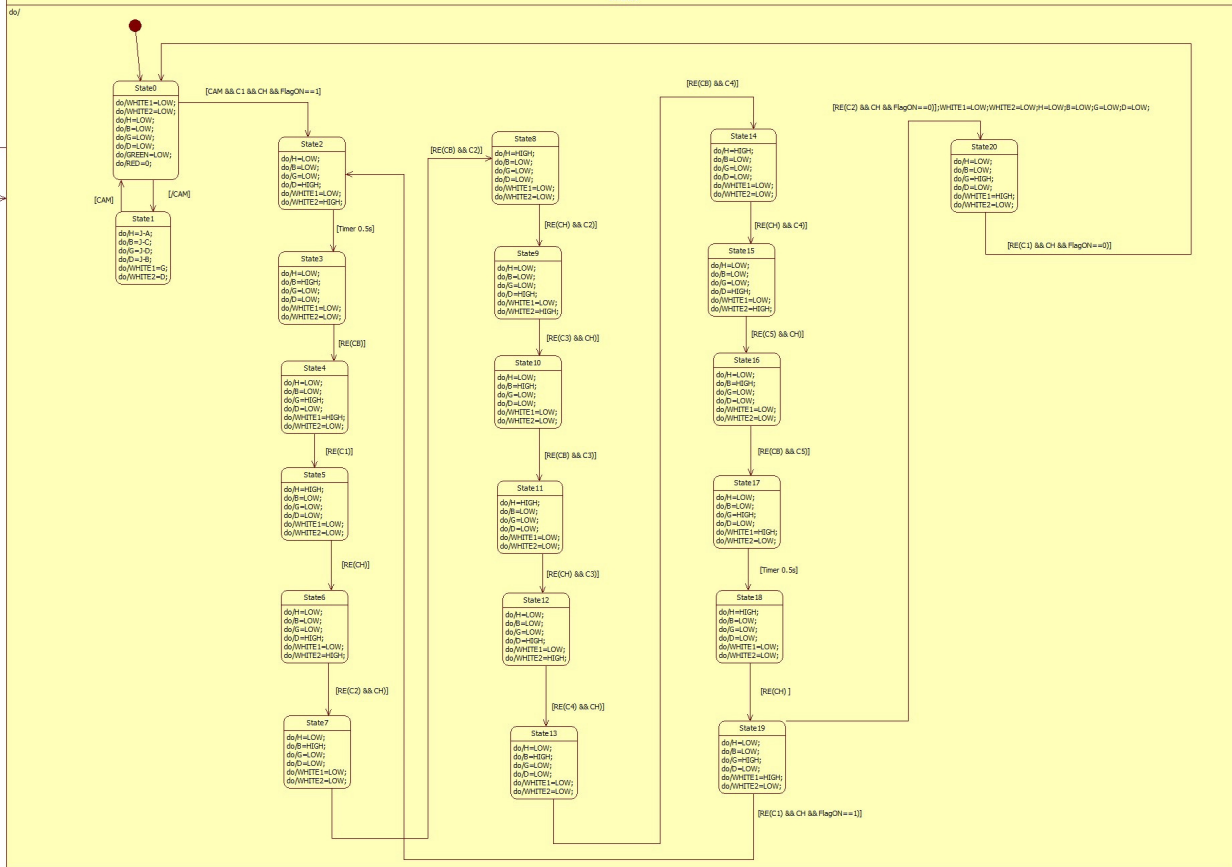 do/
State0
do/WHITE1=LOW;
do/WHITE2=LOW;
do/H=LOW;
do/B=LOW;
do/G=LOW;
do/D=LOW;
do/GREEN=LOW;
do/RED=0;
[CAM]
[/CAM]
State1
do/H=J-A;
do/B=J-C;
do/G=J-D;
do/D=J-B;
do/WHITE1=G;
do/WHITE2=D;
[CAM && C1 && CH && FlagON==1]
State2
do/H=LOW;
do/B=LOW;
do/G=LOW;
do/D=HIGH;
do/WHITE1=LOW;
do/WHITE2=HIGH;
[Timer 0.5s]
State3
do/H=LOW;
do/B=HIGH;
do/G=LOW;
do/D=LOW;
do/WHITE1=LOW;
do/WHITE2=LOW;
[RE(CB)]
State4
do/H=LOW;
do/B=LOW;
do/G=HIGH;
do/D=LOW;
do/WHITE1=HIGH;
do/WHITE2=LOW;
[RE(C1)]
State5
do/H=HIGH;
do/B=LOW;
do/G=LOW;
do/D=LOW;
do/WHITE1=LOW;
do/WHITE2=LOW;
[RE(CH)]
State6
do/H=LOW;
do/B=LOW;
do/G=LOW;
do/D=HIGH;
do/WHITE1=LOW;
do/WHITE2=HIGH;
[RE(C2) && CH)]
State7
do/H=LOW;
do/B=HIGH;
do/G=LOW;
do/D=LOW;
do/WHITE1=LOW;
do/WHITE2=LOW;
[RE(CB) && C2)]
State8
do/H=HIGH;
do/B=LOW;
do/G=LOW;
do/D=LOW;
do/WHITE1=LOW;
do/WHITE2=LOW;
[RE(CH) && C2)]
State9
do/H=LOW;
do/B=LOW;
do/G=LOW;
do/D=HIGH;
do/WHITE1=LOW;
do/WHITE2=HIGH;
[RE(C3) && CH)]
State10
do/H=LOW;
do/B=HIGH;
do/G=LOW;
do/D=LOW;
do/WHITE1=LOW;
do/WHITE2=LOW;
[RE(CB) && C3)]
State11
do/H=HIGH;
do/B=LOW;
do/G=LOW;
do/D=LOW;
do/WHITE1=LOW;
do/WHITE2=LOW;
[RE(CH) && C3)]
State12
do/H=LOW;
do/B=LOW;
do/G=LOW;
do/D=HIGH;
do/WHITE1=LOW;
do/WHITE2=HIGH;
[RE(C4) && CH)]
State13
do/H=LOW;
do/B=HIGH;
do/G=LOW;
do/D=LOW;
do/WHITE1=LOW;
do/WHITE2=LOW;
[RE(CB) && C4)]
State14
do/H=HIGH;
do/B=LOW;
do/G=LOW;
do/D=LOW;
do/WHITE1=LOW;
do/WHITE2=LOW;
[RE(CH) && C4)]
State15
do/H=LOW;
do/B=LOW;
do/G=LOW;
do/D=HIGH;
do/WHITE1=LOW;
do/WHITE2=HIGH;
[RE(C5) && CH)]
State16
do/H=LOW;
do/B=HIGH;
do/G=LOW;
do/D=LOW;
do/WHITE1=LOW;
do/WHITE2=LOW;
[RE(CB) && C5)]
State17
do/H=LOW;
do/B=LOW;
do/G=HIGH;
do/D=LOW;
do/WHITE1=HIGH;
do/WHITE2=LOW;
[Timer 0.5s]
State18
do/H=HIGH;
do/B=LOW;
do/G=LOW;
do/D=LOW;
do/WHITE1=LOW;
do/WHITE2=LOW;
[RE(CH) ]
State19
do/H=LOW;
do/B=LOW;
do/G=HIGH;
do/D=LOW;
do/WHITE1=HIGH;
do/WHITE2=LOW;
[RE(C1) && CH && FlagON==1)]
[RE(C2) && CH && FlagON==0)];WHITE1=LOW;WHITE2=LOW;H=LOW;B=LOW;G=LOW;D=LOW;
State20
do/H=LOW;
do/B=LOW;
do/G=HIGH;
do/D=LOW;
do/WHITE1=HIGH;
do/WHITE2=LOW;
[RE(C1) && CH && FlagON==0)]